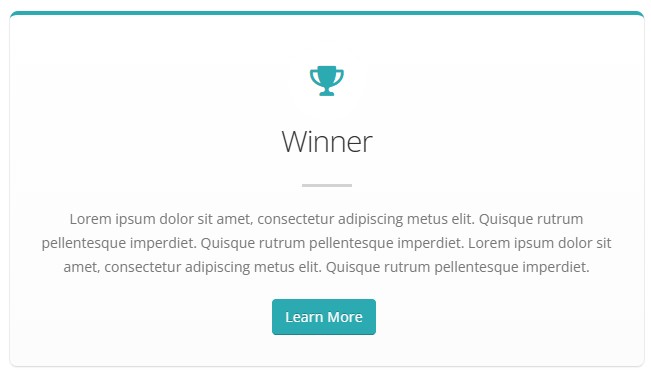 Winner
Lorem ipsum dolor sit amet, consectetur adipiscing metus elit. Quisque rutrum
pellentesque imperdiet. Quisque rutrum pellentesque imperdiet. Lorem ipsum dolor sit
amet, consectetur adipiscing metus elit. Quisque rutrum pellentesque imperdiet.
Learn More